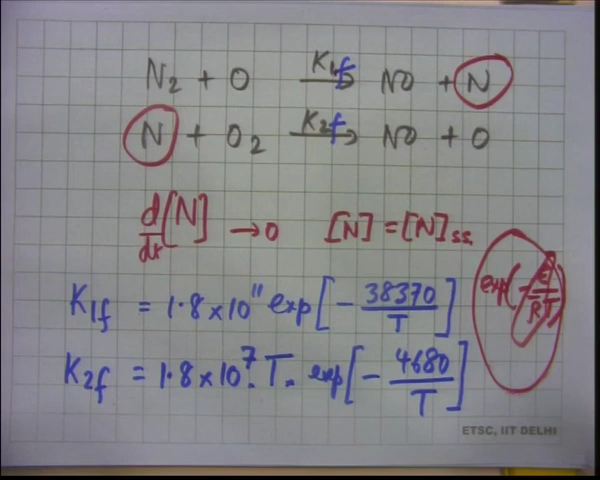 N₂ + O —K1f→ NO + N
N + O₂ —K2f→ NO + O
d/dt [N] → 0   [N] = [N]ss.
exp(-E/RT)
K1f = 1.8 × 10¹¹ exp[- 38370/T]
K2f = 1.8 × 10⁷. T. exp[- 4680/T]
ETSC, IIT DELHI